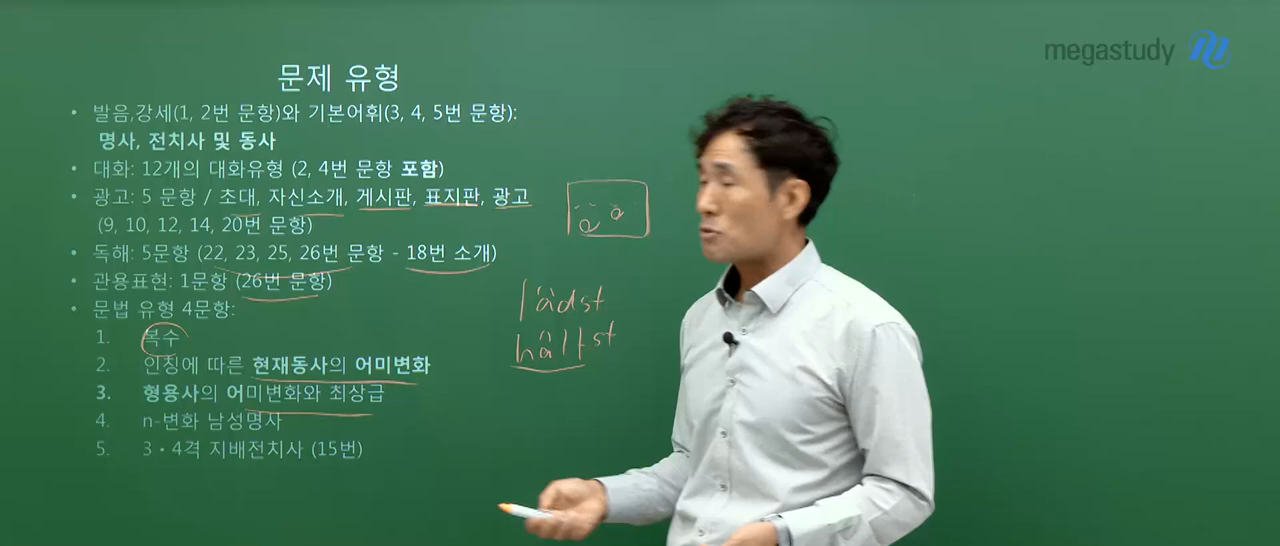 megastudy
문제 유형
• 발음,강세(1, 2번 문항)와 기본어휘(3, 4, 5번 문항):
명사, 전치사 및 동사
• 대화: 12개의 대화유형 (2, 4번 문항 포함)
• 광고: 5 문항 / 초대, 자신소개, 게시판, 표지판, 광고
(9, 10, 12, 14, 20번 문항)
• 독해: 5문항 (22, 23, 25, 26번 문항 - 18번 소개)
• 관용표현: 1문항 (26번 문항)
• 문법 유형 4문항:
1. 복수
2. 인칭에 따른 현재동사의 어미변화
3. 형용사의 어미변화와 최상급
4. n-변화 남성명사
5. 3·4격 지배전치사 (15번)
ä a
lädst
hältst